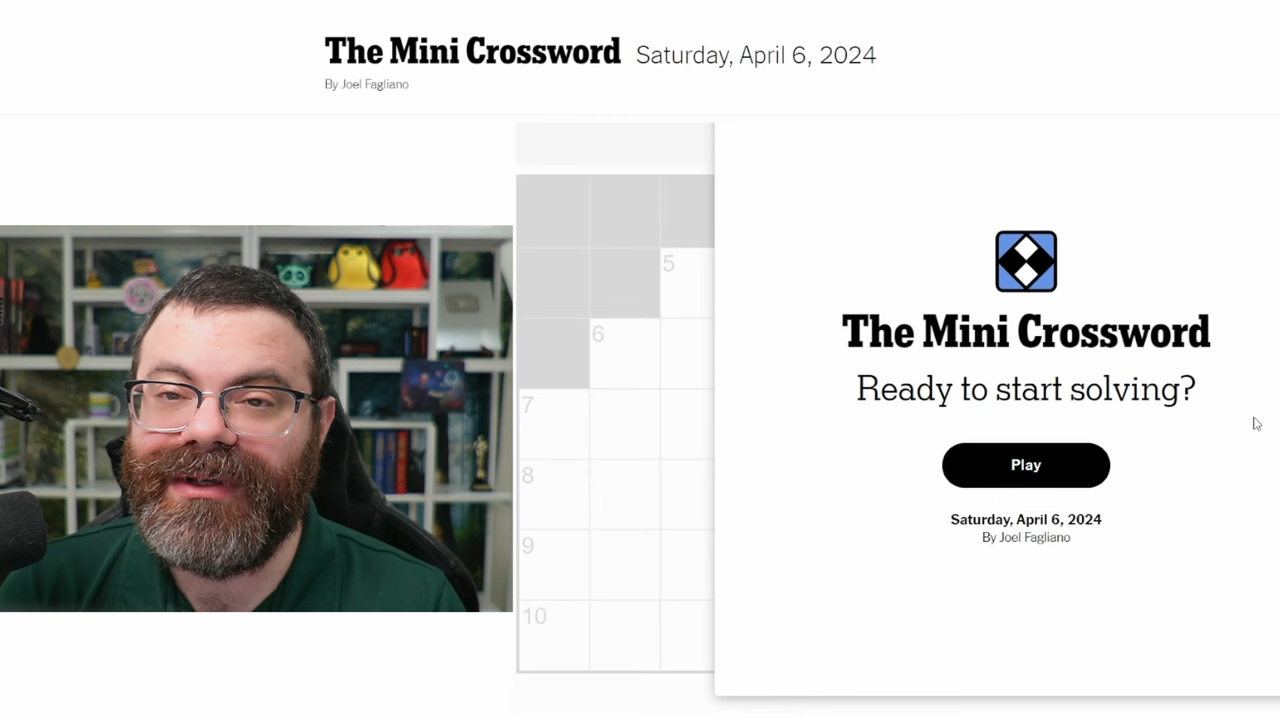 The Mini Crossword Saturday, April 6, 2024
By Joel Fagliano
5
6
7
8
9
10
The Mini Crossword
Ready to start solving?
Play
Saturday, April 6, 2024
By Joel Fagliano